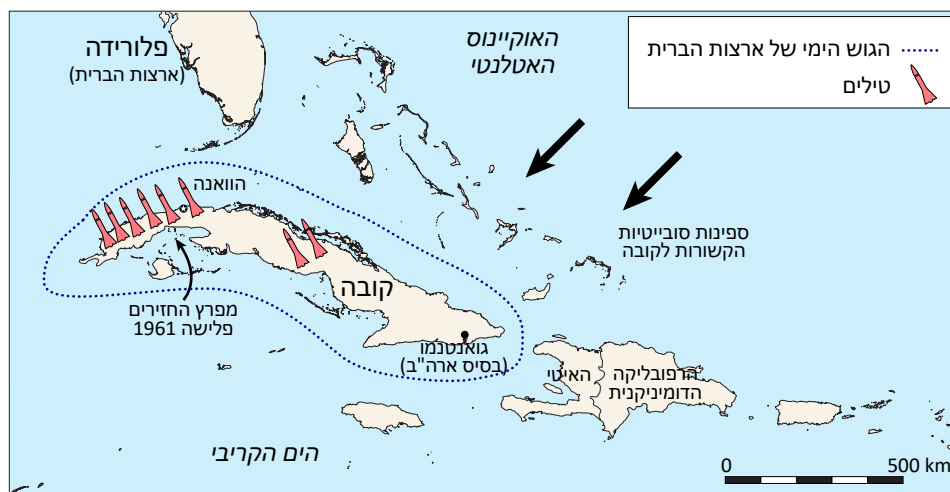 האוקיינוס
האטלנטי
הגוש הימי של ארצות הברית
טילים
פלורידה
(ארצות הברית)
הוואנה
ספינות סובייטיות
הקשורות לקובה
קובה
מפרץ החזירים
פלישה 1961
גואנטנמו
(בסיס ארה"ב)
האיטי
הרפובליקה
הדומיניקנית
הים הקריבי
0 500 km